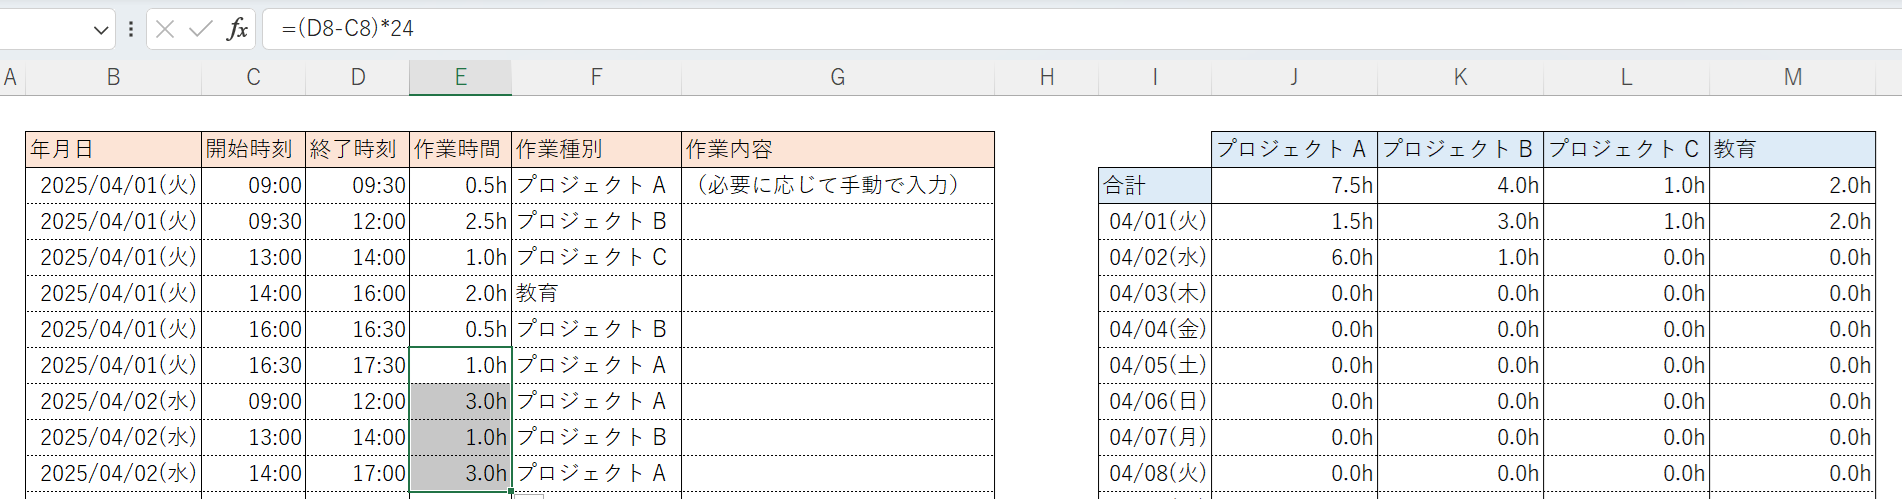 fx =(D8-C8)*24
A B C D E F G H I J K L M
年月日 開始時刻 終了時刻 作業時間 作業種別 作業内容 プロジェクト A プロジェクト B プロジェクト C 教育
2025/04/01(火) 09:00 09:30 0.5h プロジェクト A （必要に応じて手動で入力） 合計 7.5h 4.0h 1.0h 2.0h
2025/04/01(火) 09:30 12:00 2.5h プロジェクト B 04/01(火) 1.5h 3.0h 1.0h 2.0h
2025/04/01(火) 13:00 14:00 1.0h プロジェクト C 04/02(水) 6.0h 1.0h 0.0h 0.0h
2025/04/01(火) 14:00 16:00 2.0h 教育 04/03(木) 0.0h 0.0h 0.0h 0.0h
2025/04/01(火) 16:00 16:30 0.5h プロジェクト B 04/04(金) 0.0h 0.0h 0.0h 0.0h
2025/04/01(火) 16:30 17:30 1.0h プロジェクト A 04/05(土) 0.0h 0.0h 0.0h 0.0h
2025/04/02(水) 09:00 12:00 3.0h プロジェクト A 04/06(日) 0.0h 0.0h 0.0h 0.0h
2025/04/02(水) 13:00 14:00 1.0h プロジェクト B 04/07(月) 0.0h 0.0h 0.0h 0.0h
2025/04/02(水) 14:00 17:00 3.0h プロジェクト A 04/08(火) 0.0h 0.0h 0.0h 0.0h